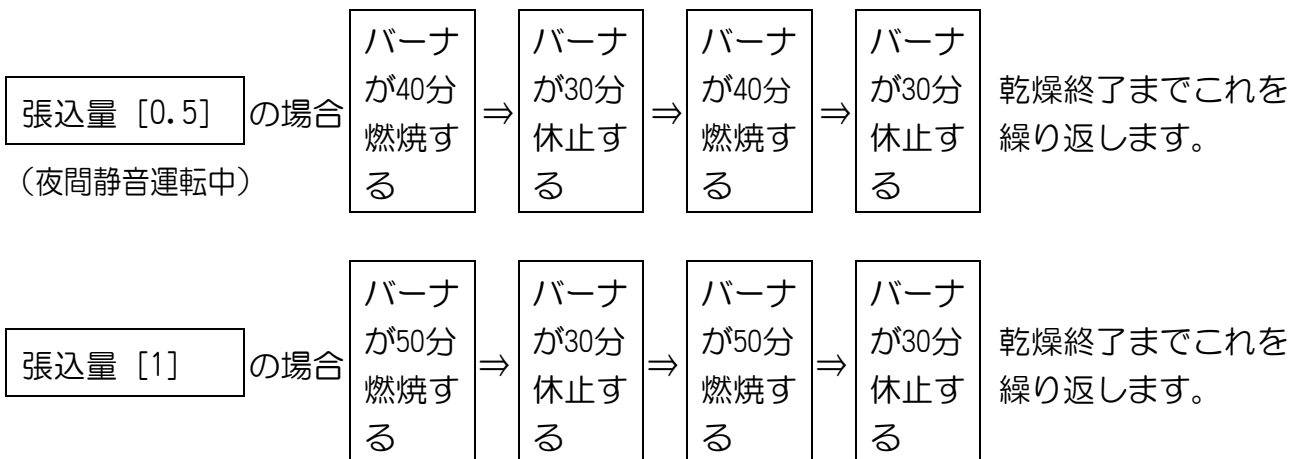 張込量 [0.5]
の場合
(夜間静音運転中)
バーナ
が40分
燃焼す
る
⇒
バーナ
が30分
休止す
る
⇒
バーナ
が40分
燃焼す
る
⇒
バーナ
が30分
休止す
る
乾燥終了までこれを
繰り返します。
張込量 [1]
の場合
バーナ
が50分
燃焼す
る
⇒
バーナ
が30分
休止す
る
⇒
バーナ
が50分
燃焼す
る
⇒
バーナ
が30分
休止す
る
乾燥終了までこれを
繰り返します。